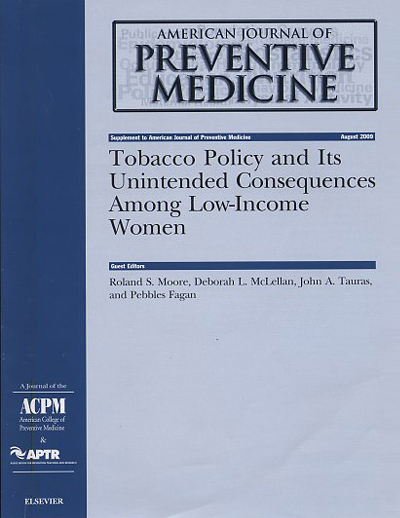 AMERICAN JOURNAL OF
PREVENTIVE
MEDICINE
Supplement to American Journal of Preventive Medicine
August 2009
Tobacco Policy and Its
Unintended Consequences
Among Low-Income
Women
Guest Editors
Roland S. Moore, Deborah L. McLellan, John A. Tauras,
and Pebbles Fagan
A Journal of the
ACPM
American College of
Preventive Medicine
&
APTR
ELSEVIER